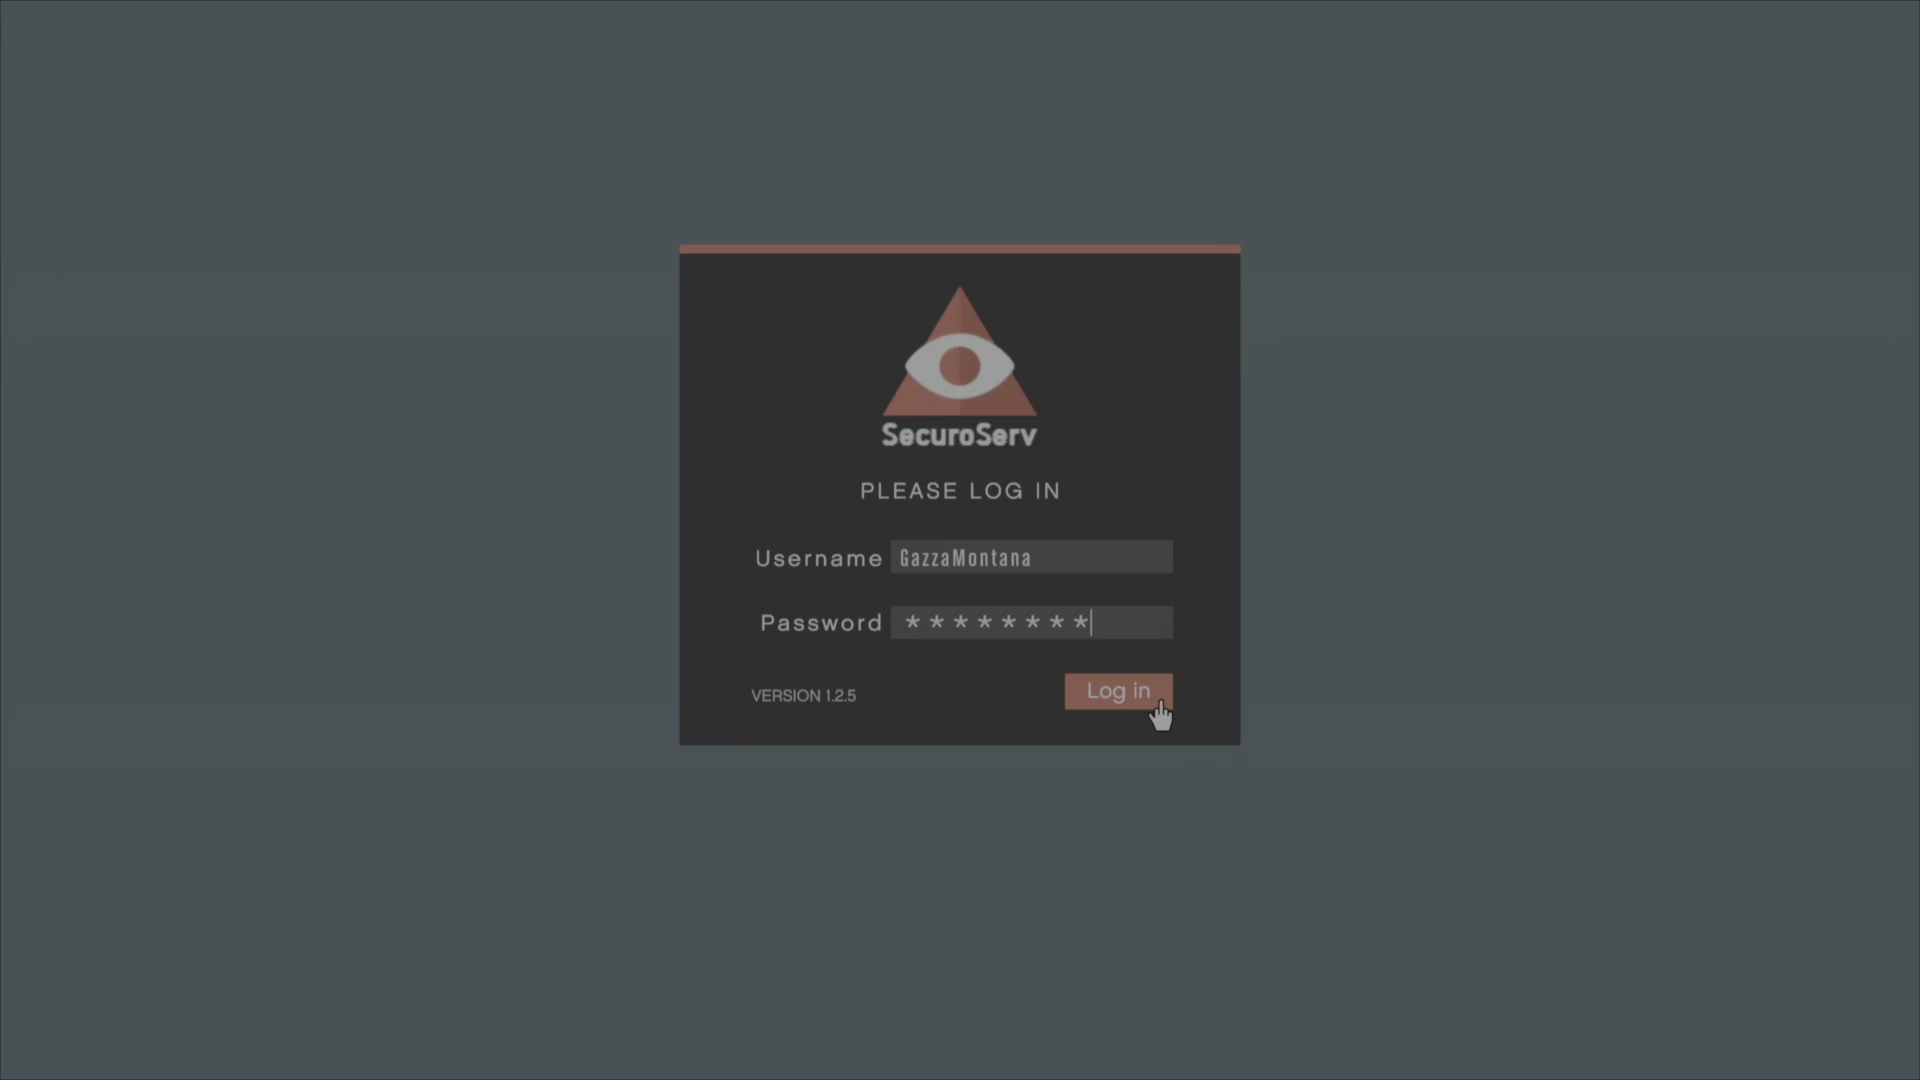 SecuroServ
PLEASE LOG IN
Username GazzaMontana
Password ********
VERSION 1.2.5 Log in